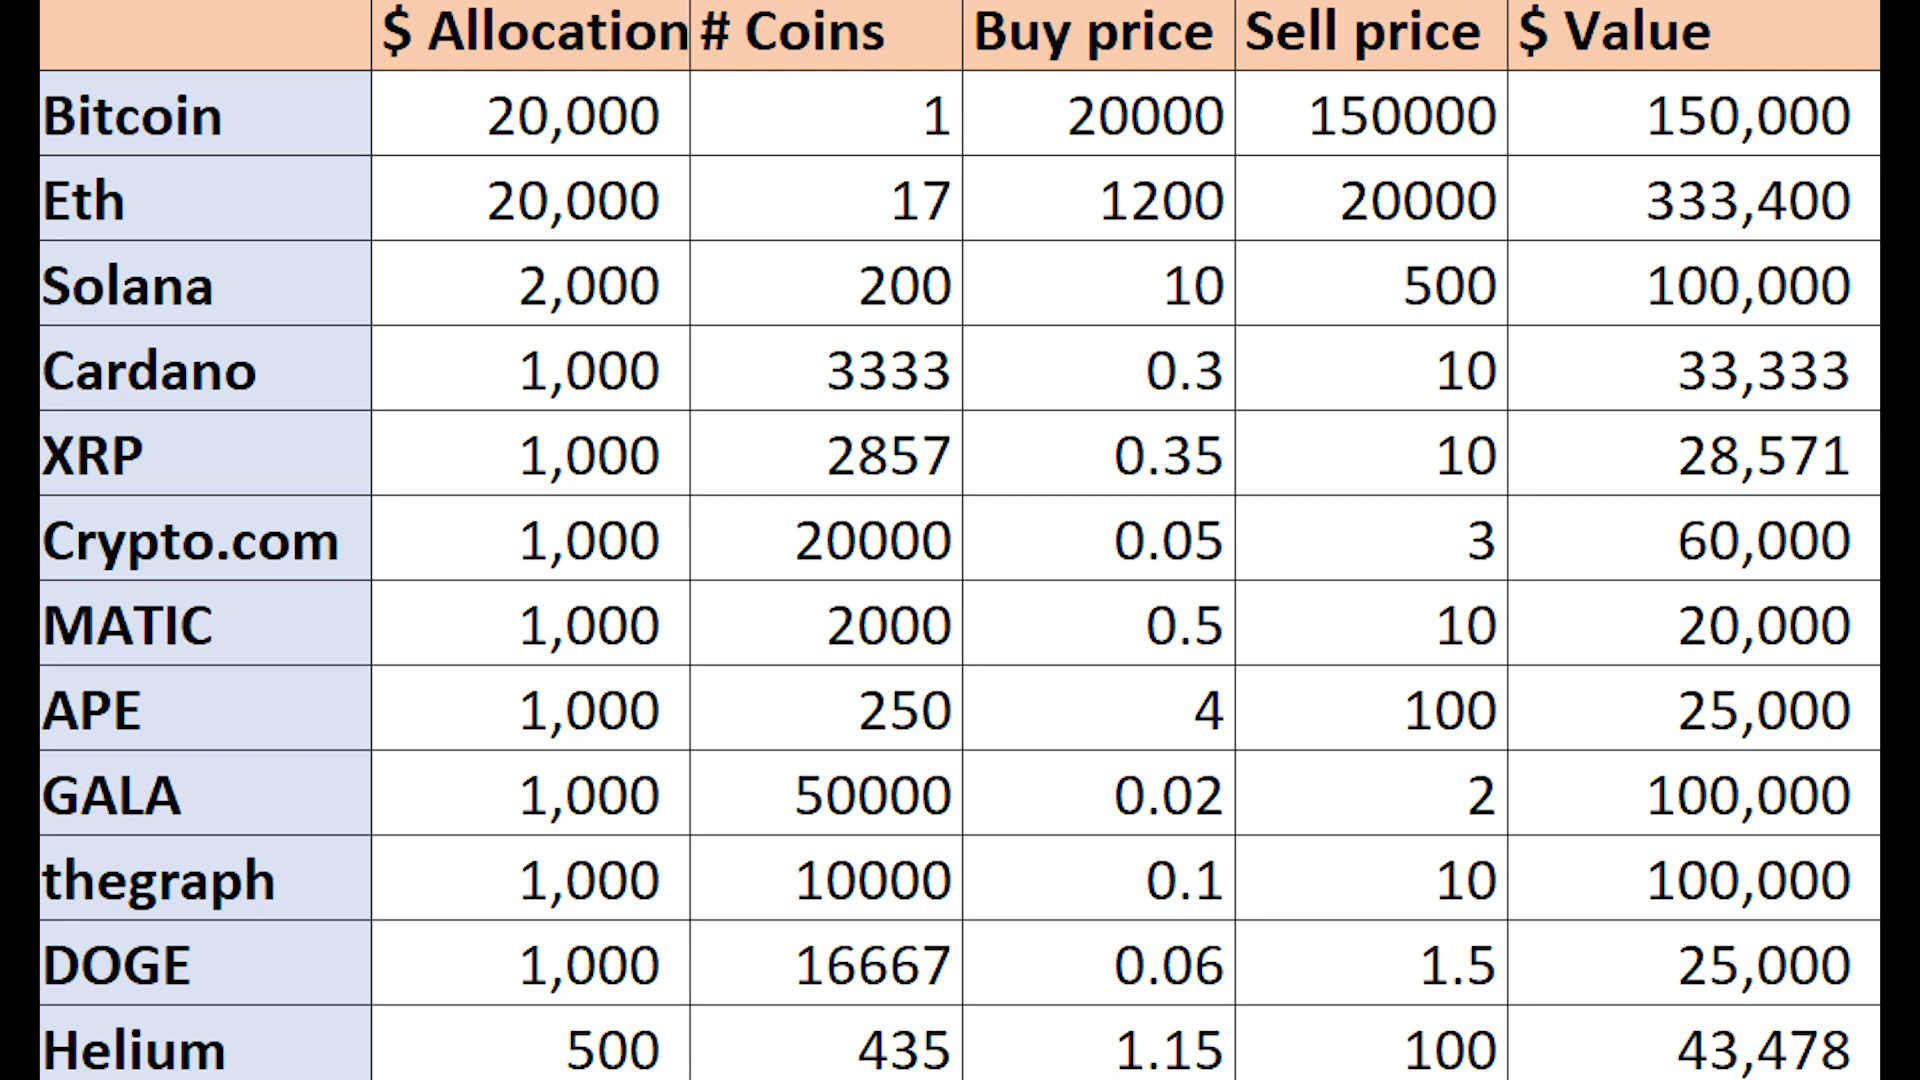 $ Allocation # Coins Buy price Sell price $ Value
Bitcoin 20,000 1 20000 150000 150,000
Eth 20,000 17 1200 20000 333,400
Solana 2,000 200 10 500 100,000
Cardano 1,000 3333 0.3 10 33,333
XRP 1,000 2857 0.35 10 28,571
Crypto.com 1,000 20000 0.05 3 60,000
MATIC 1,000 2000 0.5 10 20,000
APE 1,000 250 4 100 25,000
GALA 1,000 50000 0.02 2 100,000
thegraph 1,000 10000 0.1 10 100,000
DOGE 1,000 16667 0.06 1.5 25,000
Helium 500 435 1.15 100 43,478